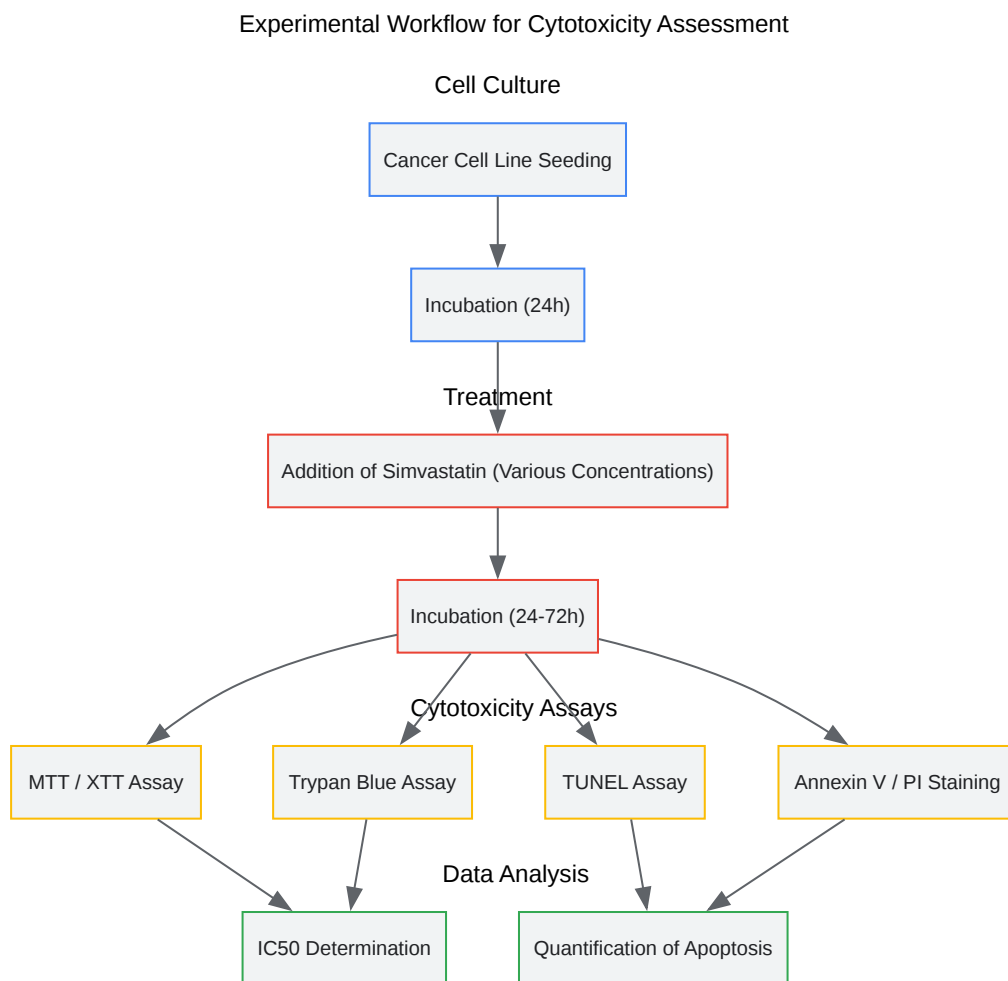 Experimental Workflow for Cytotoxicity Assessment
Cell Culture
Cancer Cell Line Seeding
Incubation (24h)
Treatment
Addition of Simvastatin (Various Concentrations)
Incubation (24-72h)
Cytotoxicity Assays
MTT / XTT Assay
Trypan Blue Assay
TUNEL Assay
Annexin V / PI Staining
Data Analysis
IC50 Determination
Quantification of Apoptosis